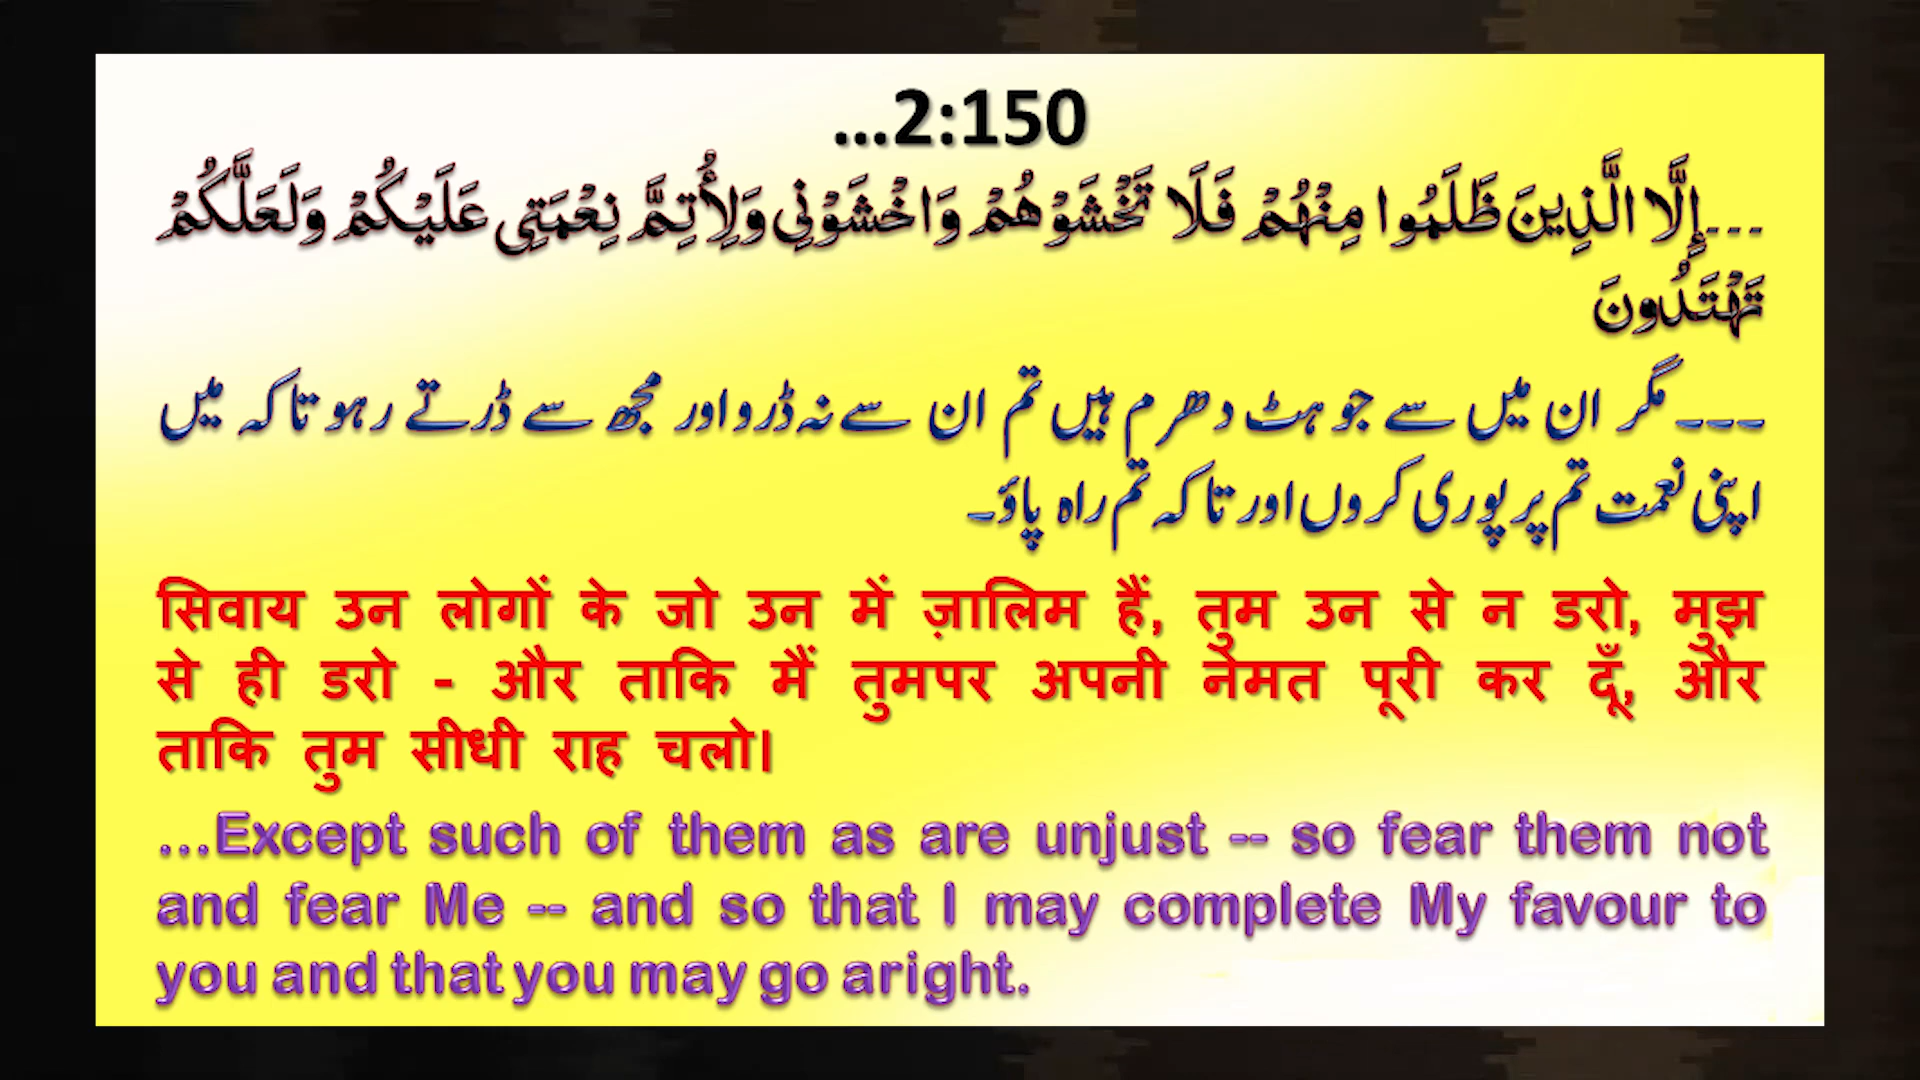 ...2:150
---إِلَّا الَّذِينَ ظَلَمُوا مِنْهُمْ فَلَا تَخْشَوْهُمْ وَاخْشَوْنِي وَلِأُتِمَّ نِعْمَتِي عَلَيْكُمْ وَلَعَلَّكُمْ
تَهْتَدُونَ
۔۔۔مگر ان میں سے جو ہٹ دھرم ہیں تم ان سے نہ ڈرو اور مجھ سے ڈرتے رہو تاکہ میں
اپنی نعمت تم پر پوری کروں اور تاکہ تم راہ پاؤ۔
सिवाय उन लोगों के जो उन में ज़ालिम हैं, तुम उन से न डरो, मुझ
से ही डरो - और ताकि मैं तुमपर अपनी नेमत पूरी कर दूँ, और
ताकि तुम सीधी राह चलो।
...Except such of them as are unjust -- so fear them not
and fear Me -- and so that I may complete My favour to
you and that you may go aright.